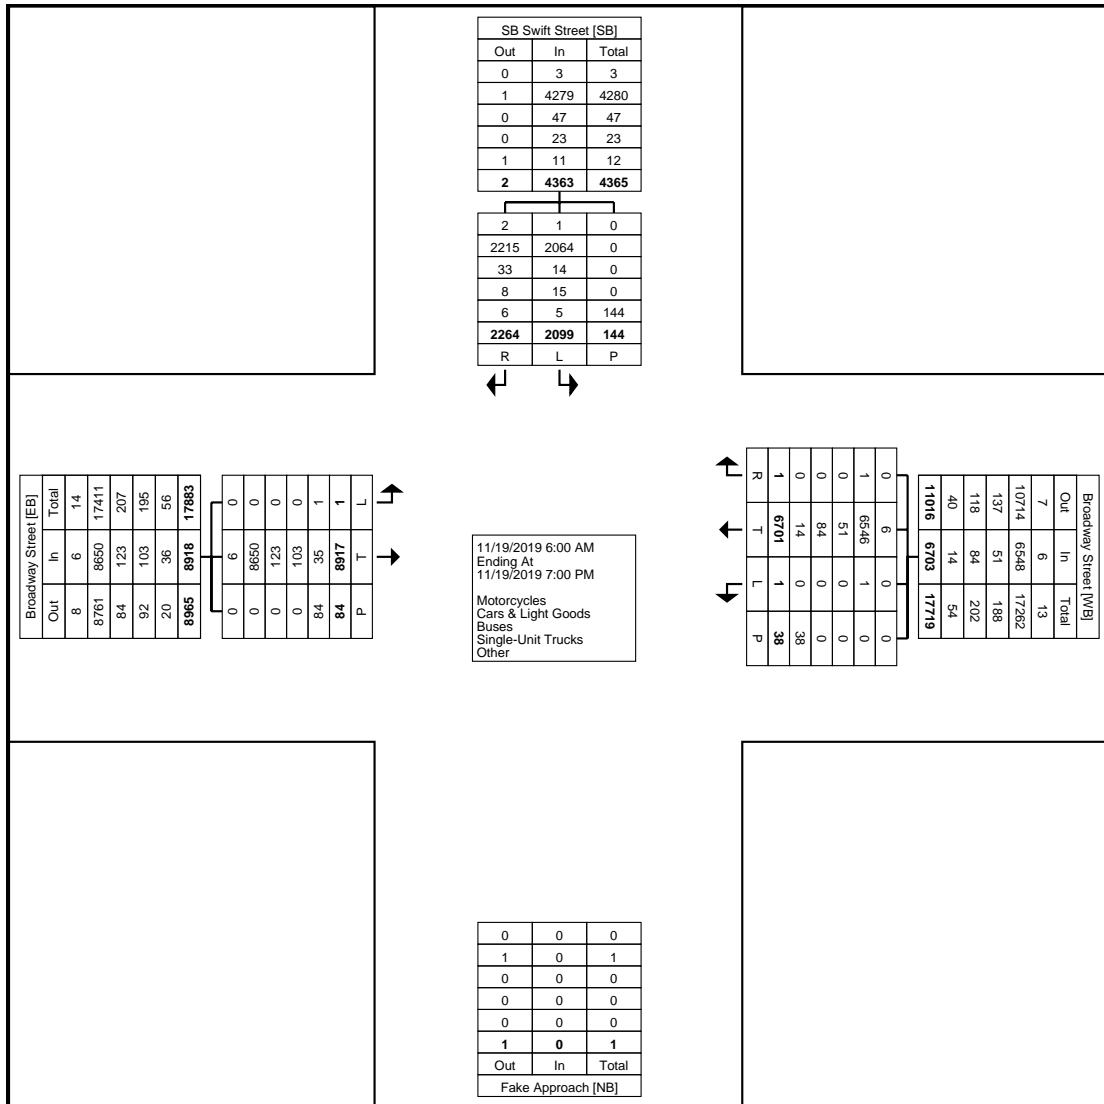 SB Swift Street [SB]
Out In Total
0 3 3
1 4279 4280
0 47 47
0 23 23
1 11 12
2 4363 4365
2 1 0
2215 2064 0
33 14 0
8 15 0
6 5 144
2264 2099 144
R L P
Broadway Street [EB]
Out In Total
8 6 14
8761 8650 17411
84 123 207
92 103 195
20 36 56
8965 8918 17883
0 6 0
0 8650 0
0 123 0
0 103 0
84 35 1
84 8917 1
P T L
11/19/2019 6:00 AM
Ending At
11/19/2019 7:00 PM
Motorcycles
Cars & Light Goods
Buses
Single-Unit Trucks
Other
Broadway Street [WB]
Out In Total
7 6 13
10714 6548 17262
137 51 188
118 84 202
40 14 54
11016 6703 17719
0 6 0 0
1 6546 1 0
0 51 0 0
0 84 0 0
0 14 0 38
1 6701 1 38
R T L P
0 0 0
1 0 1
0 0 0
0 0 0
0 0 0
1 0 1
Out In Total
Fake Approach [NB]